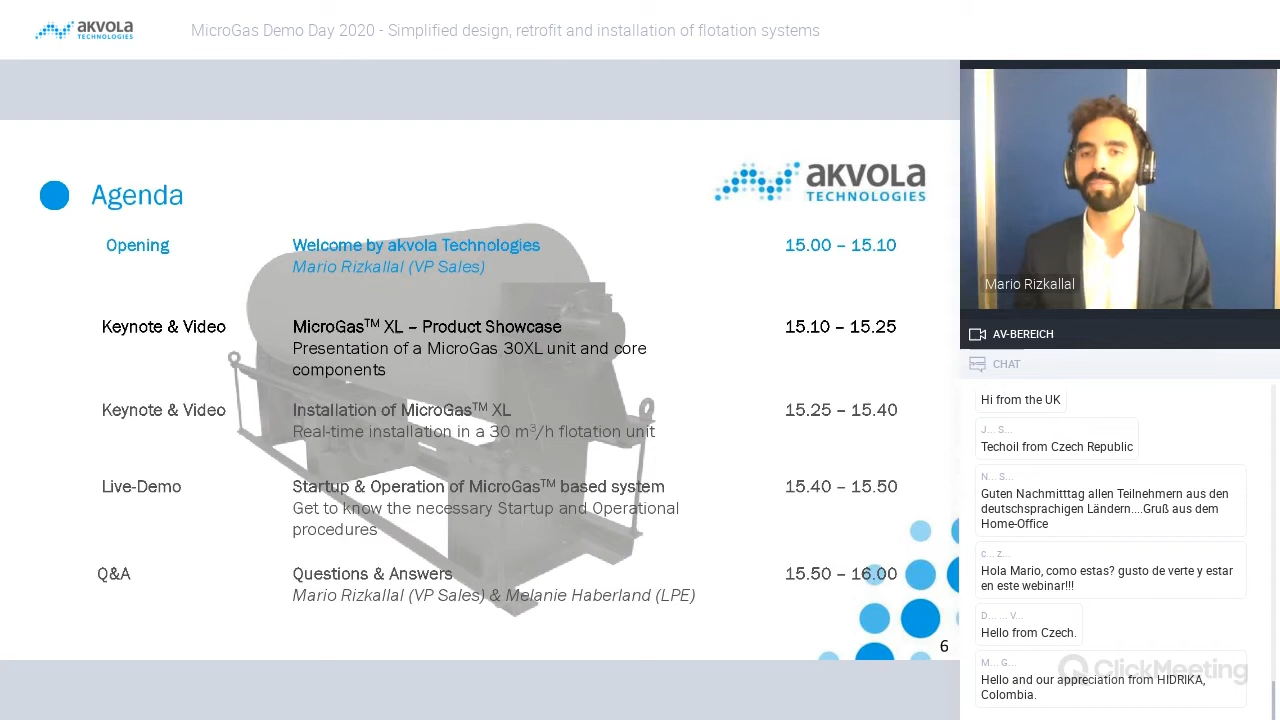 akvola
TECHNOLOGIES
MicroGas Demo Day 2020 - Simplified design, retrofit and installation of flotation systems
Agenda
akvola
TECHNOLOGIES
Opening Welcome by akvola Technologies 15.00 – 15.10
Mario Rizkallal (VP Sales)
Keynote & Video MicroGas™ XL – Product Showcase 15.10 – 15.25
Presentation of a MicroGas 30XL unit and core
components
Keynote & Video Installation of MicroGas™ XL 15.25 – 15.40
Real-time installation in a 30 m³/h flotation unit
Live-Demo Startup & Operation of MicroGas™ based system 15.40 – 15.50
Get to know the necessary Startup and Operational
procedures
Q&A Questions & Answers 15.50 – 16.00
Mario Rizkallal (VP Sales) & Melanie Haberland (LPE)
6
Mario Rizkallal
AV-BEREICH
CHAT
Hi from the UK
J... S...
Techoil from Czech Republic
N... S...
Guten Nachmitttag allen Teilnehmern aus den
deutschsprachigen Ländern....Gruß aus dem
Home-Office
c... z...
Hola Mario, como estas? gusto de verte y estar
en este webinar!!!
D... ... V...
Hello from Czech.
M... G...
Hello and our appreciation from HIDRIKA,
Colombia.
ClickMeeting